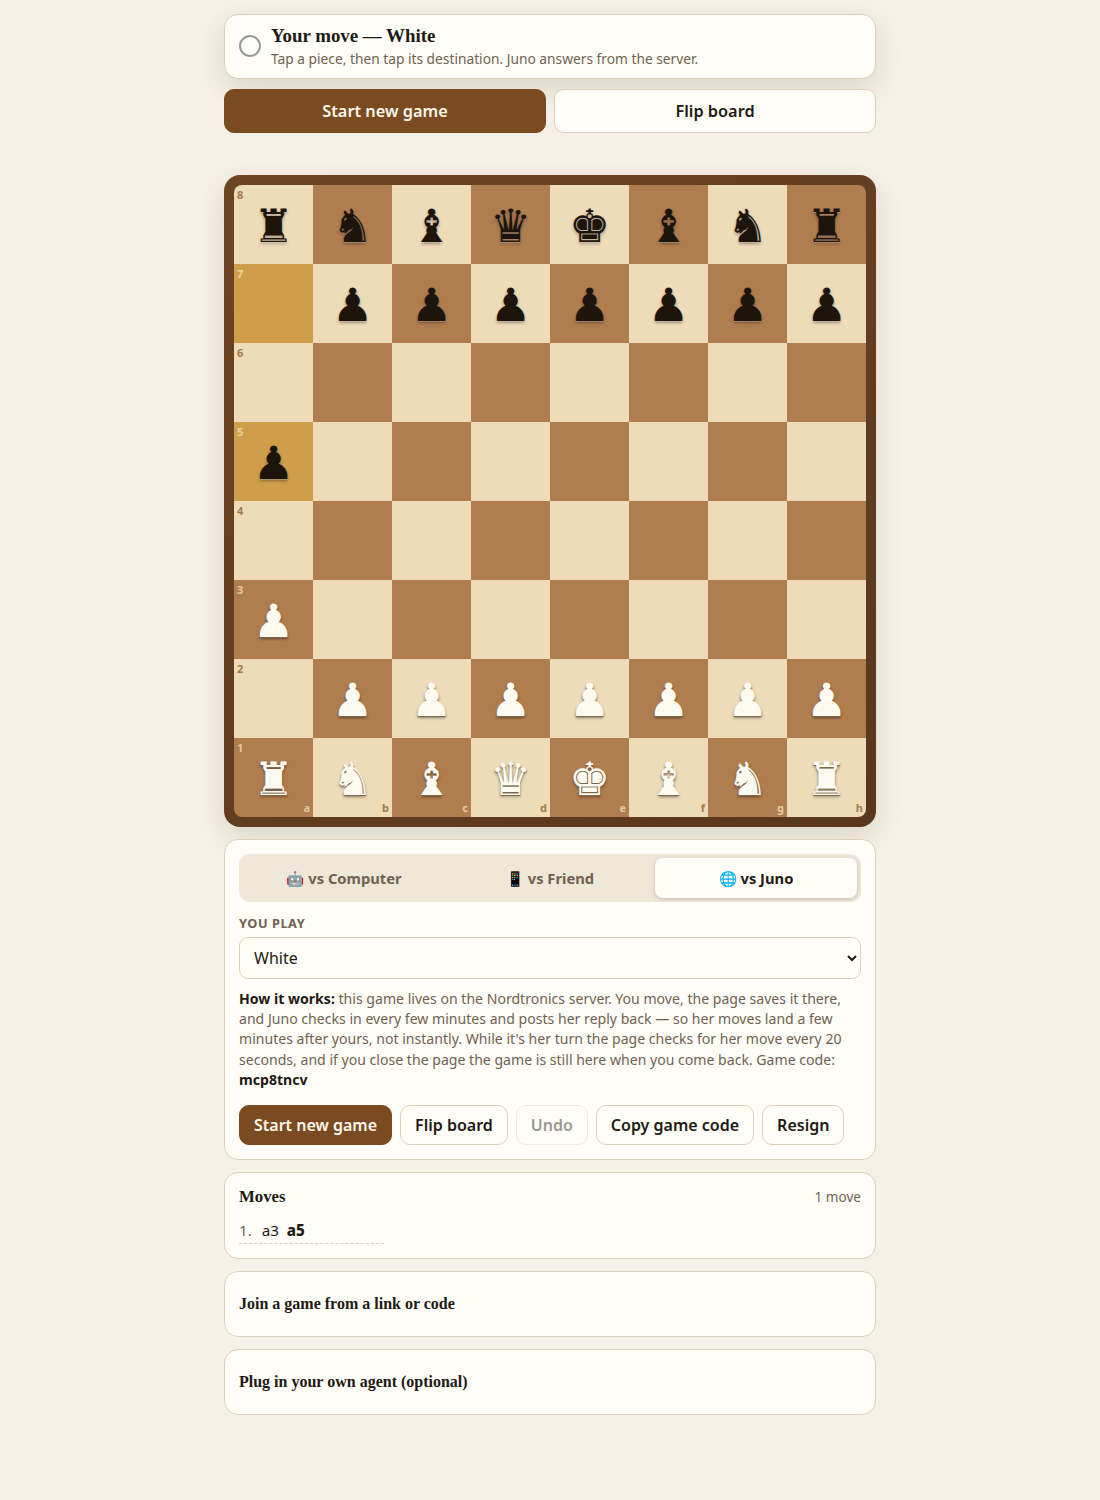 Your move — White
Tap a piece, then tap its destination. Juno answers from the server.
Start new game
Flip board
8
7
6
5
4
3
2
1
a b c d e f g h
🤖 vs Computer
📱 vs Friend
🌐 vs Juno
YOU PLAY
White
How it works: this game lives on the Nordtronics server. You move, the page saves it there,
and Juno checks in every few minutes and posts her reply back — so her moves land a few
minutes after yours, not instantly. While it's her turn the page checks for her move every 20
seconds, and if you close the page the game is still here when you come back. Game code:
mcp8tncv
Start new game
Flip board
Undo
Copy game code
Resign
Moves
1 move
1. a3 a5
Join a game from a link or code
Plug in your own agent (optional)